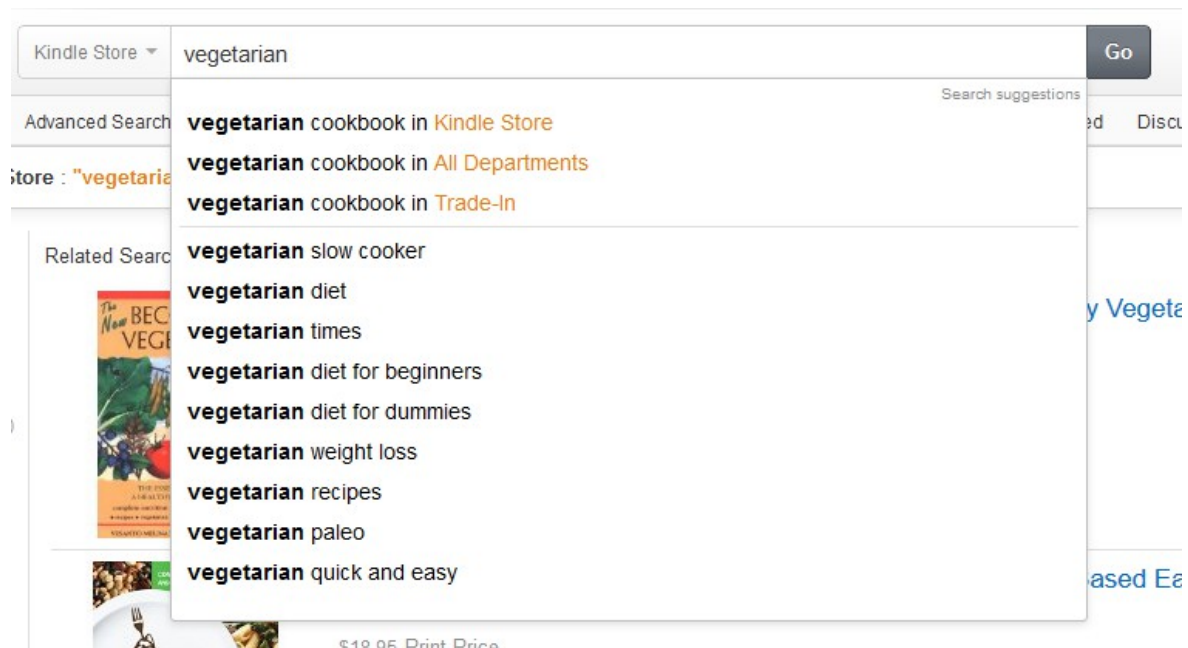 Kindle Store vegetarian Go
Search suggestions
Advanced Search
vegetarian cookbook in Kindle Store
vegetarian cookbook in All Departments
Store : "vegetaria
vegetarian cookbook in Trade-In
Related Searc
vegetarian slow cooker
vegetarian diet
The New BEC
VEGE
y Vegeta
vegetarian times
vegetarian diet for beginners
vegetarian diet for dummies
vegetarian weight loss
vegetarian recipes
vegetarian paleo
vegetarian quick and easy
ased Ea
$18.95 Print Price